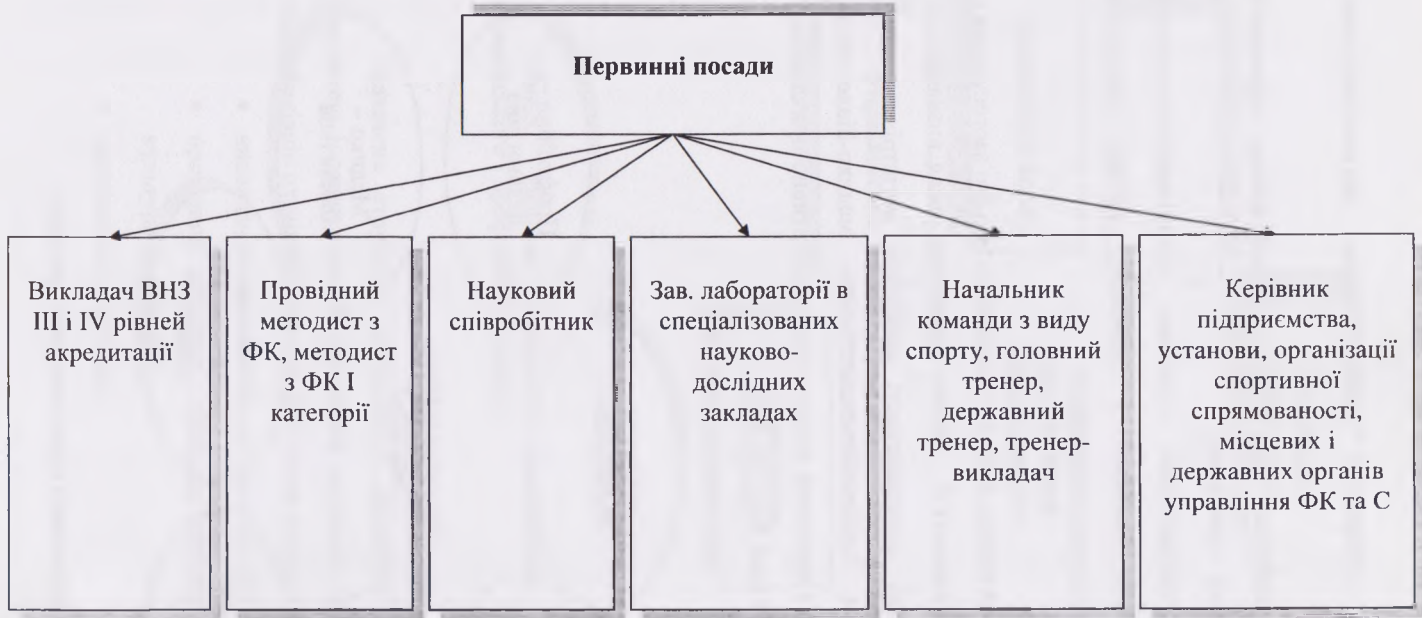 Первинні посади
Викладач ВНЗ
III і IV рівней
акредитації
Провідний
методист з
ФК, методист
з ФК I
категорії
Науковий
співробітник
Зав. лабораторії в
спеціалізованих
науково-
дослідних
закладах
Начальник
команди з виду
спорту, головний
тренер,
державний
тренер, тренер-
викладач
Керівник
підприємства,
установи, організації
спортивної
спрямованості,
місцевих і
державних органів
управління ФК та С